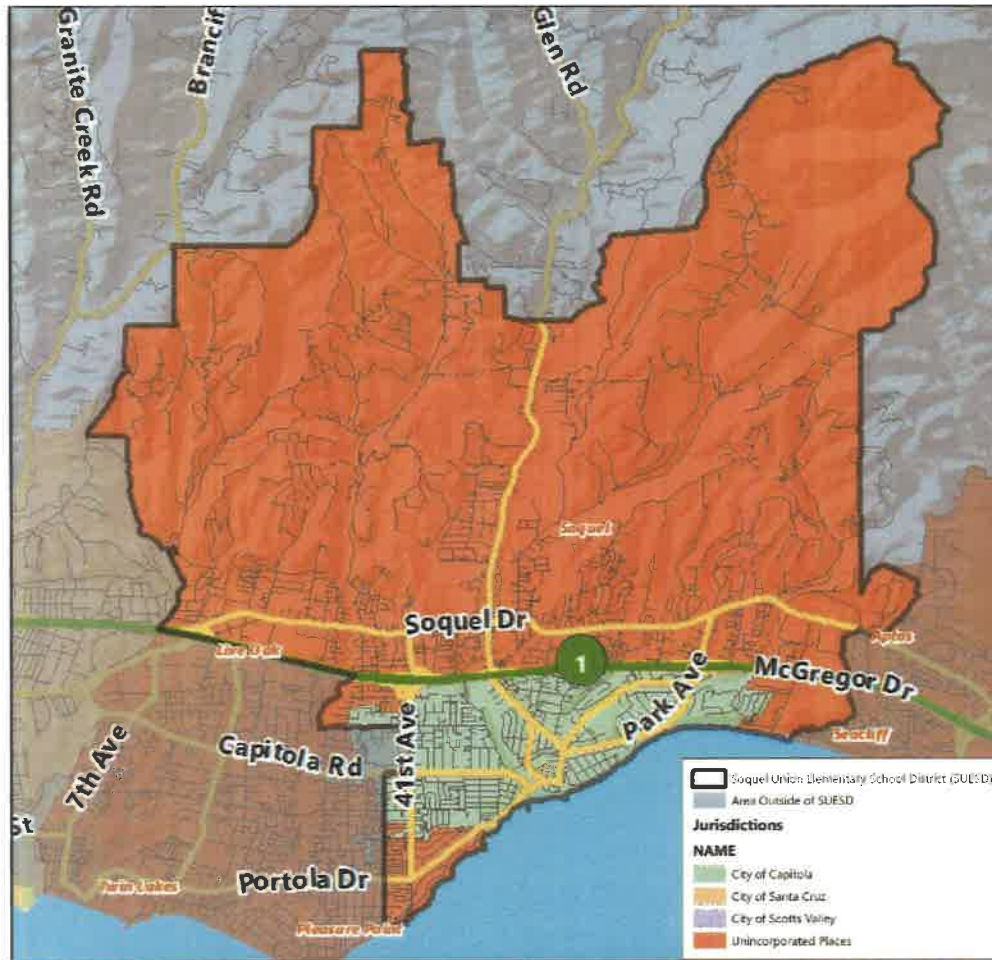 Granite Creek Rd
Brancif
Glen Rd
Soquel
Soquel Dr
Live Oak
Aptos
1
McGregor Dr
Park Ave
Seacliff
41st Ave
Capitola Rd
7th Ave
St
Portola Dr
Twin Lakes
Pleasure Point
Soquel Union Elementary School District (SUESD)
Area Outside of SUESD
Jurisdictions
NAME
City of Capitola
City of Santa Cruz
City of Scotts Valley
Unincorporated Places